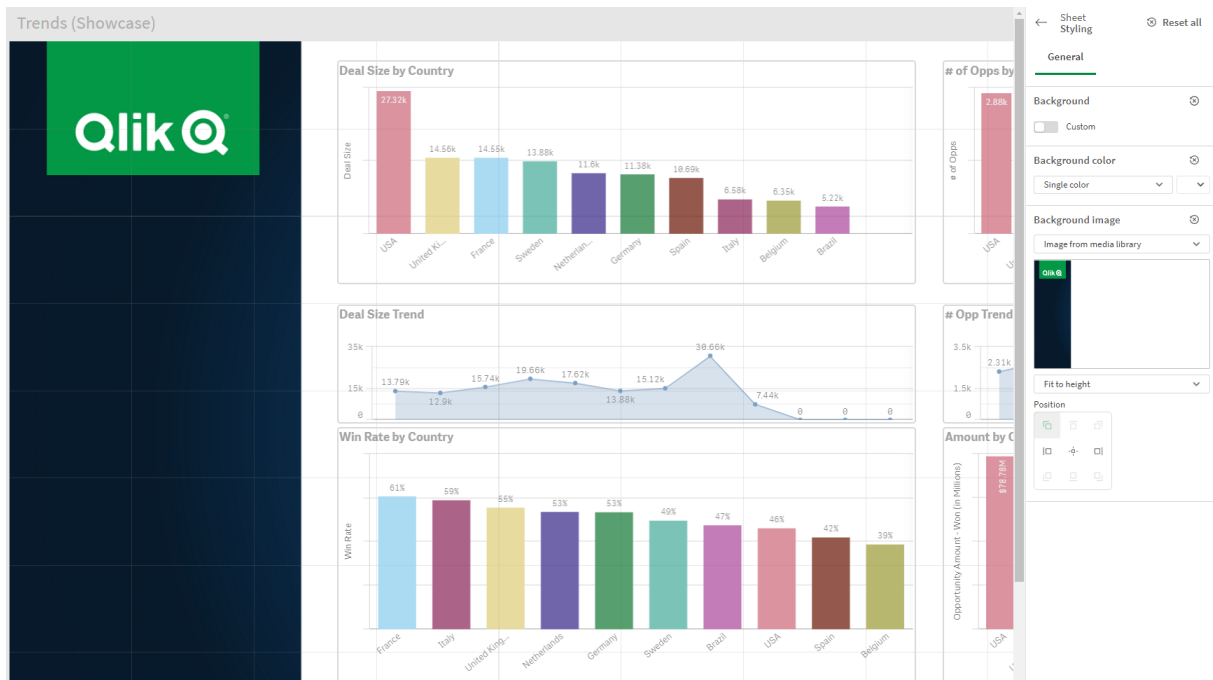 Trends (Showcase)
Qlik
®
Deal Size by Country
Deal Size
27.32k
14.56k
14.55k
13.88k
11.6k
11.38k
10.69k
6.58k
6.35k
5.22k
USA
United Ki...
France
Sweden
Netherlan...
Germany
Spain
Italy
Belgium
Brazil
# of Opps by
# of Opps
2.88k
USA
Deal Size Trend
35k
15k
0
13.79k
12.9k
15.74k
19.66k
17.62k
13.88k
15.12k
30.66k
7.44k
0
0
0
# Opp Trend
3.5k
1.5k
0
2.31k
Win Rate by Country
Win Rate
61%
59%
55%
53%
53%
49%
47%
46%
42%
39%
France
Italy
United King...
Netherlands
Germany
Sweden
Brazil
USA
Spain
Belgium
Amount by C
Opportunity Amount - Won (in Millions)
$78.78M
USA
Sheet
Styling
Reset all
General
Background
Custom
Background color
Single color
Background image
Image from media library
Qlik
Fit to height
Position